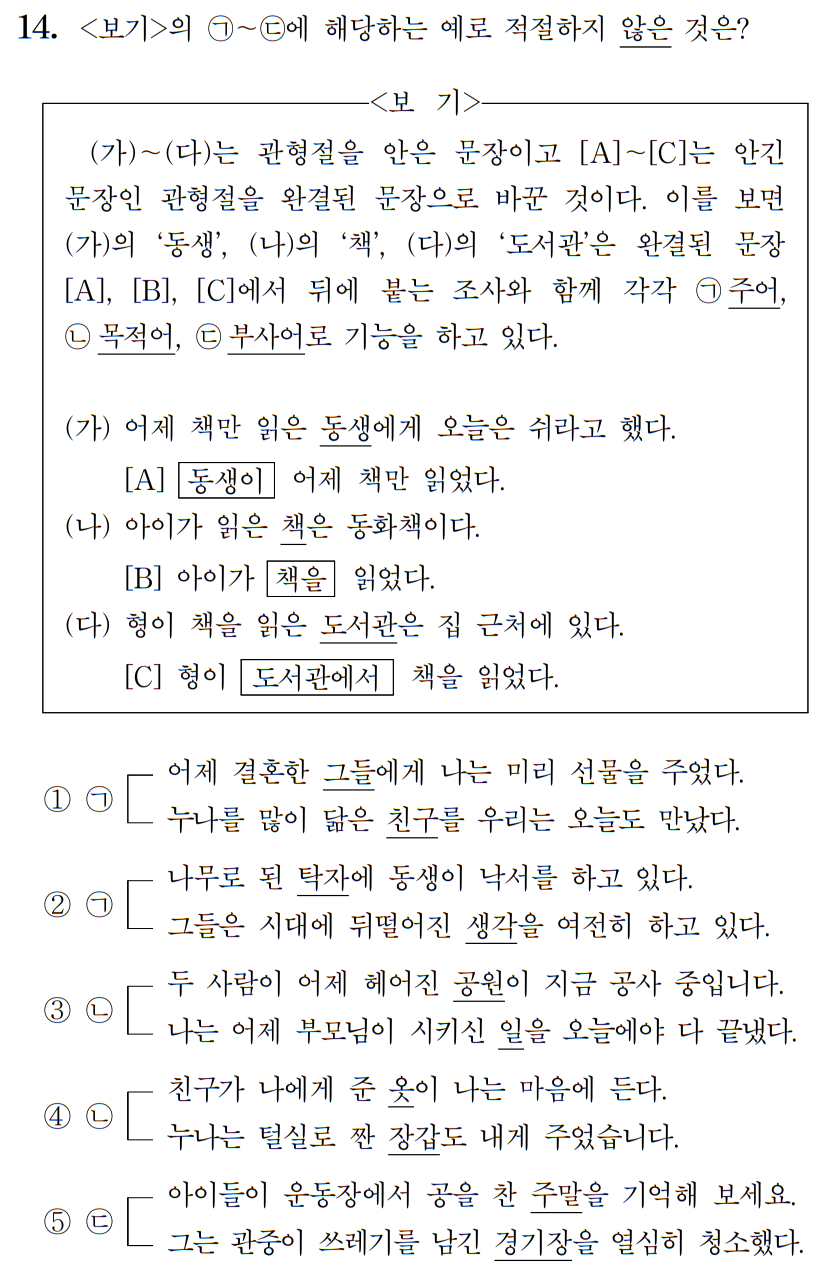 14. <보기>의 ㉠~㉢에 해당하는 예로 적절하지 않은 것은?
<보 기>
(가)~(다)는 관형절을 안은 문장이고 [A]~[C]는 안긴
문장인 관형절을 완결된 문장으로 바꾼 것이다. 이를 보면
(가)의 ‘동생’, (나)의 ‘책’, (다)의 ‘도서관’은 완결된 문장
[A], [B], [C]에서 뒤에 붙는 조사와 함께 각각 ㉠ 주어,
㉡ 목적어, ㉢ 부사어로 기능을 하고 있다.
(가) 어제 책만 읽은 동생에게 오늘은 쉬라고 했다.
[A] 동생이 어제 책만 읽었다.
(나) 아이가 읽은 책은 동화책이다.
[B] 아이가 책을 읽었다.
(다) 형이 책을 읽은 도서관은 집 근처에 있다.
[C] 형이 도서관에서 책을 읽었다.
① ㉠ 어제 결혼한 그들에게 나는 미리 선물을 주었다.
누나를 많이 닮은 친구를 우리는 오늘도 만났다.
② ㉠ 나무로 된 탁자에 동생이 낙서를 하고 있다.
그들은 시대에 뒤떨어진 생각을 여전히 하고 있다.
③ ㉡ 두 사람이 어제 헤어진 공원이 지금 공사 중입니다.
나는 어제 부모님이 시키신 일을 오늘에야 다 끝냈다.
④ ㉡ 친구가 나에게 준 옷이 나는 마음에 든다.
누나는 털실로 짠 장갑도 내게 주었습니다.
⑤ ㉢ 아이들이 운동장에서 공을 찬 주말을 기억해 보세요.
그는 관중이 쓰레기를 남긴 경기장을 열심히 청소했다.